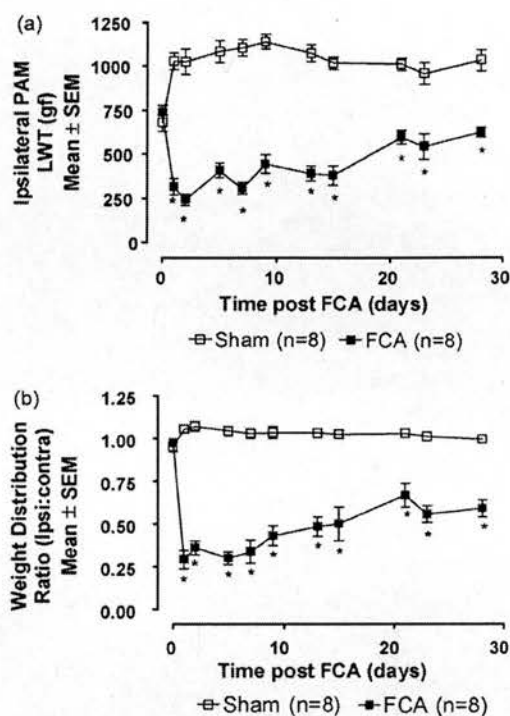 (a)
Ipsilateral PAM
LWT (gf)
Mean ± SEM
1250
1000
750
500
250
0
* * * * * * * * * *
0 10 20 30
Time post FCA (days)
Sham (n=8) FCA (n=8)
(b)
Weight Distribution
Ratio (Ipsi:contra)
Mean ± SEM
1.25
1.00
0.75
0.50
0.25
0.00
* * * * * * * * * *
0 10 20 30
Time post FCA (days)
Sham (n=8) FCA (n=8)